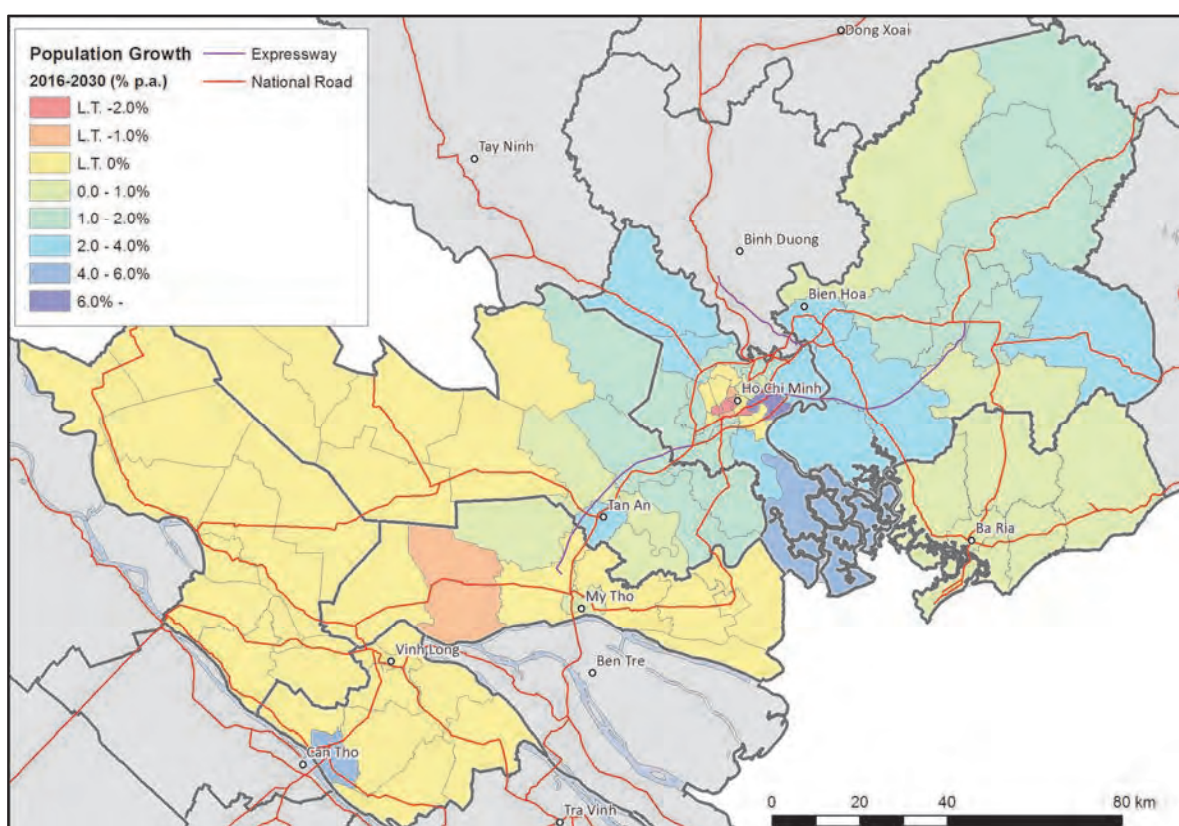 Population Growth
2016-2030 (% p.a.)
L.T. -2.0%
L.T. -1.0%
L.T. 0%
0.0 - 1.0%
1.0 - 2.0%
2.0 - 4.0%
4.0 - 6.0%
6.0% -
Expressway
National Road
Dong Xoai
Tay Ninh
Binh Duong
Bien Hoa
Ho Chi Minh
Tan An
Ba Ria
My Tho
Vinh Long
Ben Tre
Can Tho
Tra Vinh
0 20 40 80 km